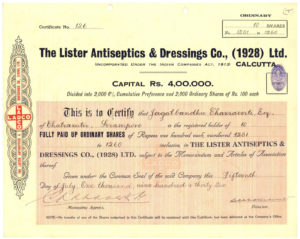 ORDINARY
Certificate No. 126
10 SHARES
No. 1251 to 1260
The Lister Antiseptics & Dressings Co., (1928) Ltd.
INCORPORATED UNDER THE INDIAN COMPANIES ACT, 1913
CALCUTTA.
CAPITAL Rs. 4,00,000.
Divided into 2,000 Cumulative Preference and 2,000 Ordinary Shares of Rs. 100 each
This is to Certify that Jogabandhu Chakravarti, Esq.
of Chatra, Serampore is the registered holder of 10
FULLY PAID UP ORDINARY SHARES of Rupees One hundred each, numbered 1251
to 1260 inclusive in THE LISTER ANTISEPTICS &
DRESSINGS CO., (1928) LTD. subject to the Memorandum and Articles of Association
thereof.
Given under the Common Seal of the said Company this Fifteenth
day of July One thousand nine hundred & thirty six
Managing Agents.
Director.
NOTE—No transfer of any of the Shares comprised in this Certificate will be registered until this Certificate has been delivered at the Company's Office.
LADCO